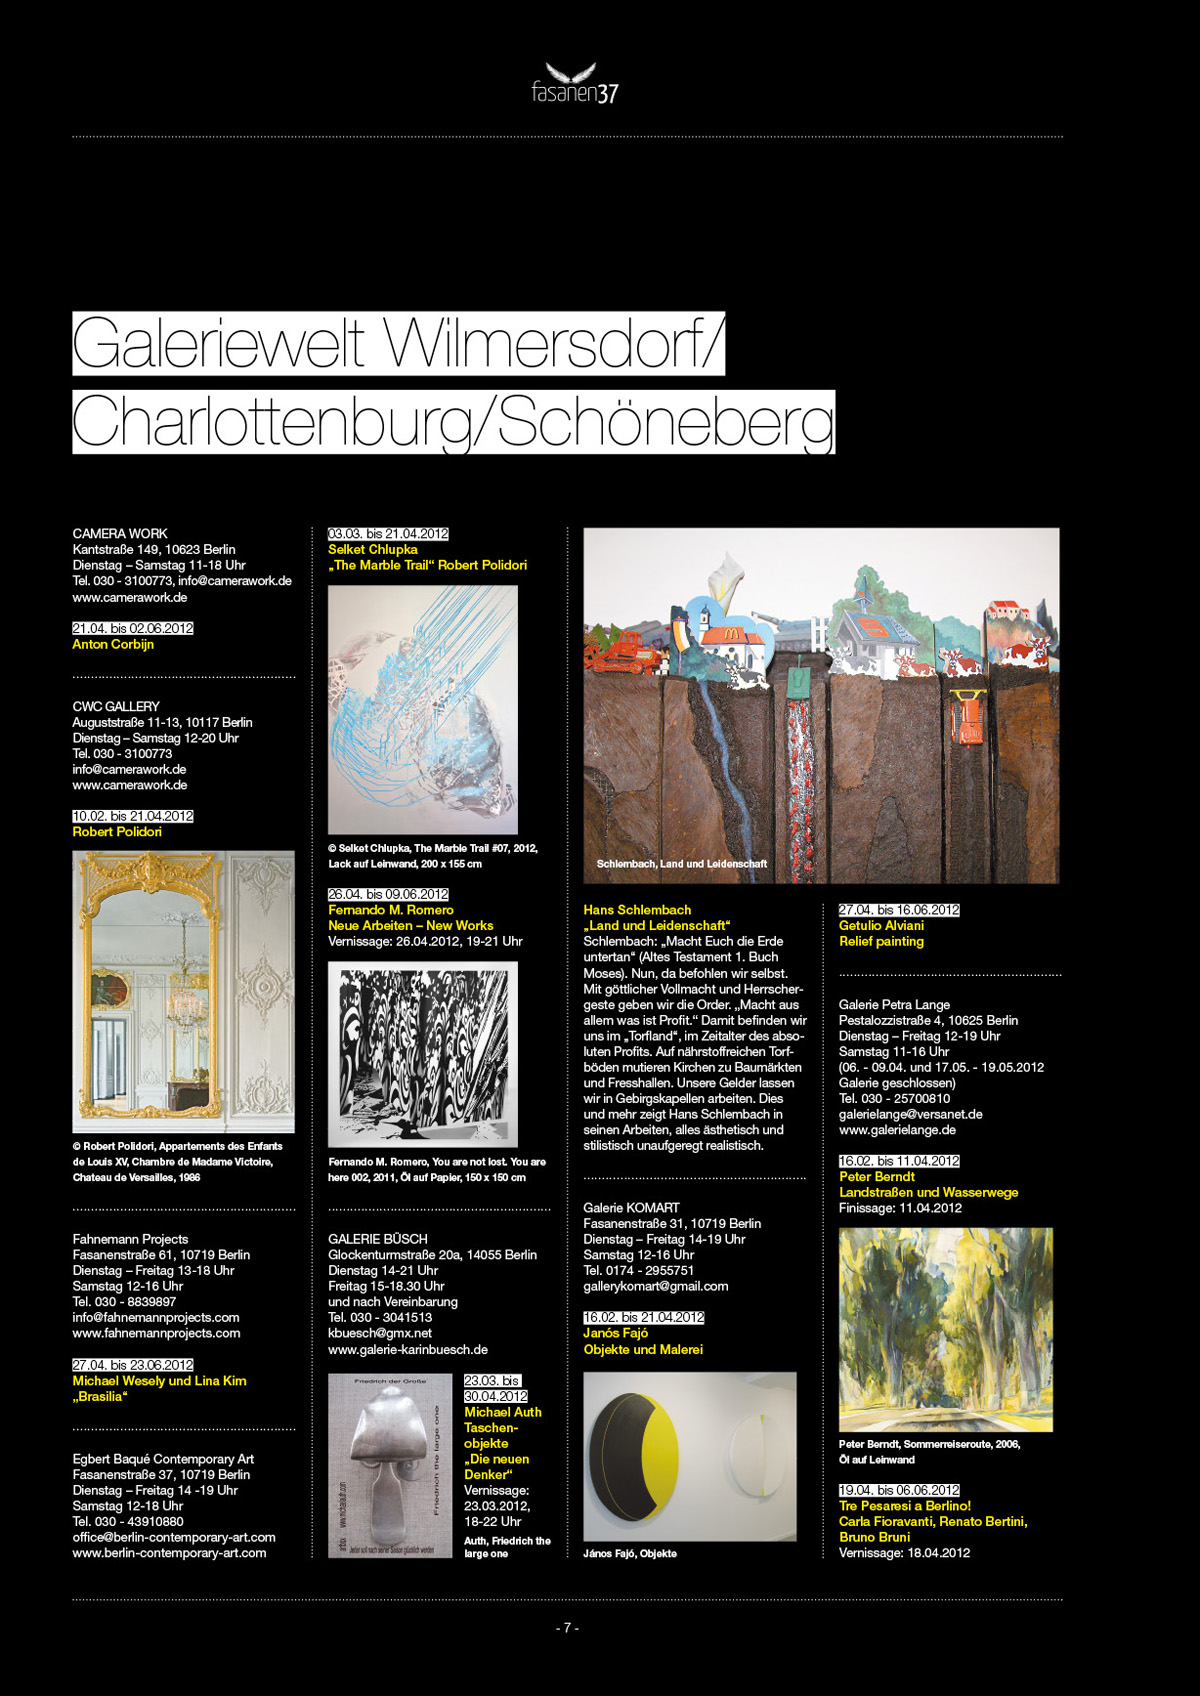 fasanen37
Galeriewelt Wilmersdorf/
Charlottenburg/Schöneberg
CAMERA WORK
Kantstraße 149, 10623 Berlin
Dienstag – Samstag 11-18 Uhr
Tel. 030 - 3100773, info@camerawork.de
www.camerawork.de
21.04. bis 02.06.2012
Anton Corbijn
CWC GALLERY
Auguststraße 11-13, 10117 Berlin
Dienstag – Samstag 12-20 Uhr
Tel. 030 - 3100773
info@camerawork.de
www.camerawork.de
10.02. bis 21.04.2012
Robert Polidori
© Robert Polidori, Appartements des Enfants
de Louis XV, Chambre de Madame Victoire,
Chateau de Versailles, 1986
Fahnemann Projects
Fasanenstraße 61, 10719 Berlin
Dienstag – Freitag 13-18 Uhr
Samstag 12-16 Uhr
Tel. 030 - 8839897
info@fahnemannprojects.com
www.fahnemannprojects.com
27.04. bis 23.06.2012
Michael Wesely und Lina Kim
„Brasilia“
Egbert Baqué Contemporary Art
Fasanenstraße 37, 10719 Berlin
Dienstag – Freitag 14 -19 Uhr
Samstag 12-18 Uhr
Tel. 030 - 43910880
office@berlin-contemporary-art.com
www.berlin-contemporary-art.com
03.03. bis 21.04.2012
Selket Chlupka
„The Marble Trail“ Robert Polidori
© Selket Chlupka, The Marble Trail #07, 2012,
Lack auf Leinwand, 200 x 155 cm
26.04. bis 09.06.2012
Fernando M. Romero
Neue Arbeiten – New Works
Vernissage: 26.04.2012, 19-21 Uhr
Fernando M. Romero, You are not lost. You are
here 002, 2011, Öl auf Papier, 150 x 150 cm
GALERIE BÜSCH
Glockenturmstraße 20a, 14055 Berlin
Dienstag 14-21 Uhr
Freitag 15-18.30 Uhr
und nach Vereinbarung
Tel. 030 - 3041513
kbuesch@gmx.net
www.galerie-karinbuesch.de
Friedrich der Große
Friedrich the large one
www.michaelauth.com
artbox
Jeder soll nach seiner Fasson glücklich werden
23.03. bis
30.04.2012
Michael Auth
Taschen-
objekte
„Die neuen
Denker“
Vernissage:
23.03.2012,
18-22 Uhr
Auth, Friedrich the
large one
Schlembach, Land und Leidenschaft
Hans Schlembach
„Land und Leidenschaft“
Schlembach: „Macht Euch die Erde
untertan“ (Altes Testament 1. Buch
Moses). Nun, da befohlen wir selbst.
Mit göttlicher Vollmacht und Herrscher-
geste geben wir die Order. „Macht aus
allem was ist Profit.“ Damit befinden wir
uns im „Torfland“, im Zeitalter des abso-
luten Profits. Auf nährstoffreichen Torf-
böden mutieren Kirchen zu Baumärkten
und Fresshallen. Unsere Gelder lassen
wir in Gebirgskapellen arbeiten. Dies
und mehr zeigt Hans Schlembach in
seinen Arbeiten, alles ästhetisch und
stilistisch unaufgeregt realistisch.
Galerie KOMART
Fasanenstraße 31, 10719 Berlin
Dienstag – Freitag 14-19 Uhr
Samstag 12-16 Uhr
Tel. 0174 - 2955751
gallerykomart@gmail.com
16.02. bis 21.04.2012
Janós Fajó
Objekte und Malerei
János Fajó, Objekte
27.04. bis 16.06.2012
Getulio Alviani
Relief painting
Galerie Petra Lange
Pestalozzistraße 4, 10625 Berlin
Dienstag – Freitag 12-19 Uhr
Samstag 11-16 Uhr
(06. - 09.04. und 17.05. - 19.05.2012
Galerie geschlossen)
Tel. 030 - 25700810
galerielange@versanet.de
www.galerielange.de
16.02. bis 11.04.2012
Peter Berndt
Landstraßen und Wasserwege
Finissage: 11.04.2012
Peter Berndt, Sommerreiseroute, 2006,
Öl auf Leinwand
19.04. bis 06.06.2012
Tre Pesaresi a Berlino!
Carla Fioravanti, Renato Bertini,
Bruno Bruni
Vernissage: 18.04.2012
- 7 -